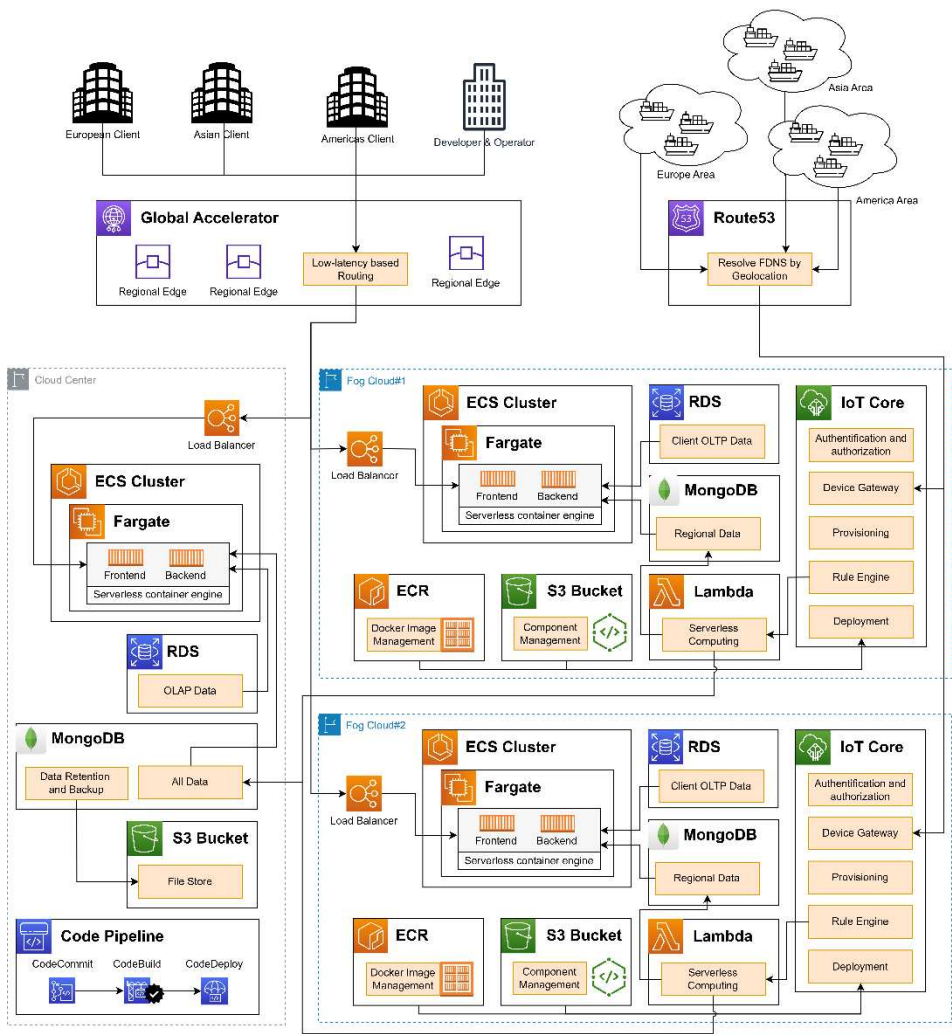 Asia Area
European Client
Asian Client
Americas Client
Developer & Operator
Europe Area
America Area
Global Accelerator
Regional Edge
Regional Edge
Low-latency based
Routing
Regional Edge
53
Route53
Resolve FDNS by
Geolocation
Cloud Center
Load Balancer
ECS Cluster
Fargate
Frontend
Backend
Serverless container engine
RDS
OLAP Data
MongoDB
Data Retention
and Backup
All Data
S3 Bucket
File Store
Code Pipeline
CodeCommit
CodeBuild
CodeDeploy
Fog Cloud#1
Load Balancer
ECS Cluster
Fargate
Frontend
Backend
Serverless container engine
RDS
Client OLTP Data
MongoDB
Regional Data
IoT Core
Authentification and
authorization
Device Gateway
Provisioning
Rule Engine
Deployment
ECR
Docker Image
Management
S3 Bucket
Component
Management
Lambda
Serverless
Computing
Fog Cloud#2
Load Balancer
ECS Cluster
Fargate
Frontend
Backend
Serverless container engine
RDS
Client OLTP Data
MongoDB
Regional Data
IoT Core
Authentification and
authorization
Device Gateway
Provisioning
Rule Engine
Deployment
ECR
Docker Image
Management
S3 Bucket
Component
Management
Lambda
Serverless
Computing